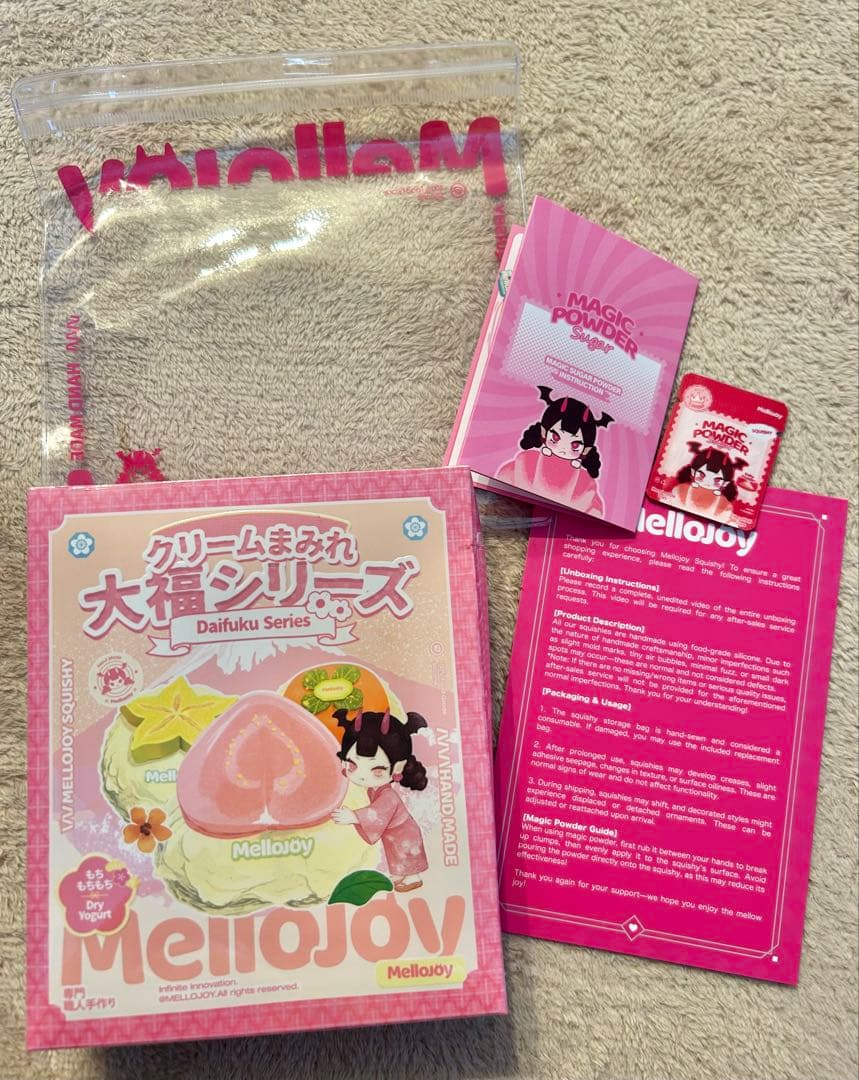 Mellojoy
HAND MADE
MAGIC
POWDER
Sugar
MAGIC SUGAR POWDER
INSTRUCTION
Mellojoy
SQUISHY
MAGIC
POWDER
クリームまみれ
大福シリーズ
Daifuku Series
MELLOJOY SQUISHY
HAND MADE
Mellojoy
Mell
Mellojoy
もち
もちもち
Dry
Yogurt
Mellojoy
Mellojoy
専門
職人手作り
Infinite Innovation.
@MELLOJOY.All rights reserved.
ellojoy
Thank you for choosing Mellojoy Squishy! To ensure a great
shopping experience, please read the following instructions
carefully:
[Unboxing Instructions]
Please record a complete, unedited video of the entire unboxing
process. This video will be required for any after-sales service
requests.
[Product Description]
All our squishies are handmade using food-grade silicone. Due to
the nature of handmade craftsmanship, minor imperfections such
as slight mold marks, tiny air bubbles, minimal fuzz, or small dark
spots may occur—these are normal and not considered defects.
*Note: If there are no missing/wrong items or serious quality issues,
after-sales service will not be provided for the aforementioned
normal imperfections. Thank you for your understanding!
[Packaging & Usage]
1. The squishy storage bag is hand-sewn and considered a
consumable. If damaged, you may use the included replacement
bag.
2. After prolonged use, squishies may develop creases, slight
adhesive seepage, changes in texture, or surface oiliness. These are
normal signs of wear and do not affect functionality.
3. During shipping, squishies may shift, and decorated styles might
experience displaced or detached ornaments. These can be
adjusted or reattached upon arrival.
[Magic Powder Guide]
When using magic powder, first rub it between your hands to break
up clumps, then evenly apply it to the squishy's surface. Avoid
pouring the powder directly onto the squishy, as this may reduce its
effectiveness!
Thank you again for your support—we hope you enjoy the mellow
joy!